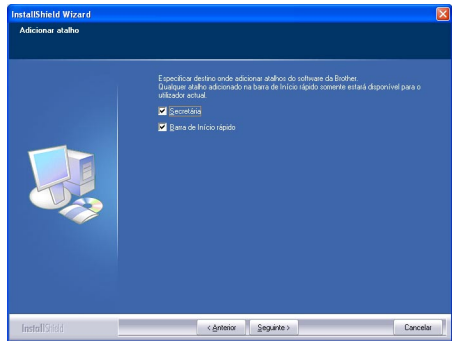 InstallShield Wizard
Adicionar atalho
Especificar destino onde adicionar atalhos do software da Brother.
Qualquer atalho adicionado na barra de Início rápido somente estará disponível para o
utilizador actual.
Secretária
Barra de Início rápido
InstallShield
< Anterior
Seguinte >
Cancelar